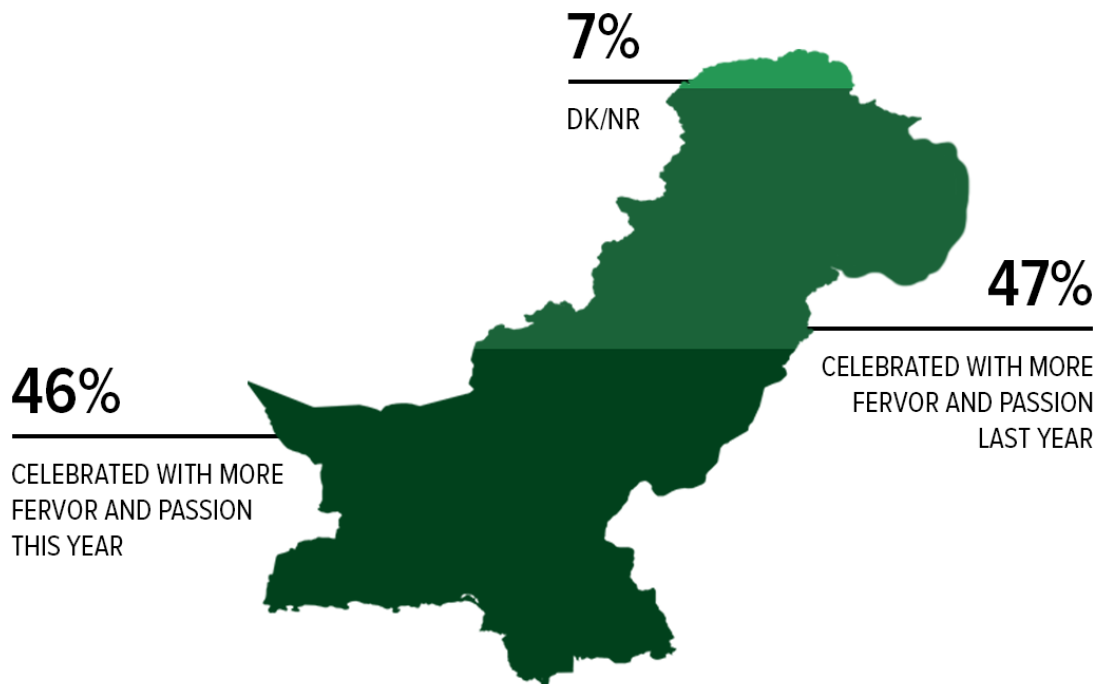 7%
DK/NR
47%
CELEBRATED WITH MORE
FERVOR AND PASSION
LAST YEAR
46%
CELEBRATED WITH MORE
FERVOR AND PASSION
THIS YEAR